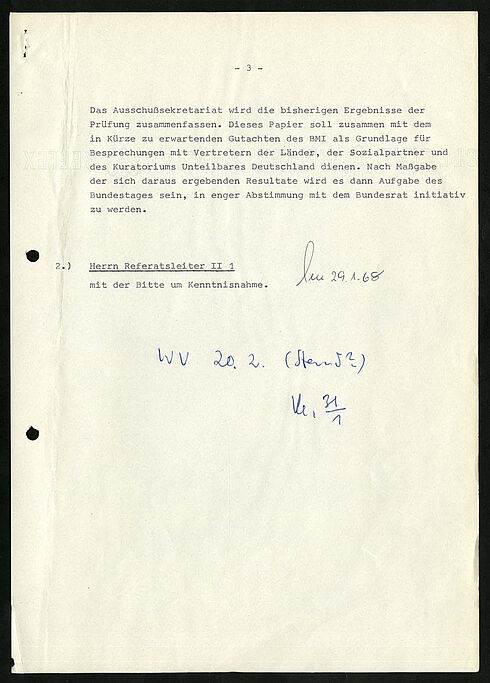 - 3 -
Das Ausschußsekretariat wird die bisherigen Ergebnisse der
Prüfung zusammenfassen. Dieses Papier soll zusammen mit dem
in Kürze zu erwartenden Gutachten des BMI als Grundlage für
Besprechungen mit Vertretern der Länder, der Sozialpartner und
des Kuratoriums Unteilbares Deutschland dienen. Nach Maßgabe
der sich daraus ergebenden Resultate wird es dann Aufgabe des
Bundestages sein, in enger Abstimmung mit dem Bundesrat initiativ
zu werden.
2.) Herrn Referatsleiter II 1
mit der Bitte um Kenntnisnahme.
29.1.68
WV 20.2. (Stand?)
31/1